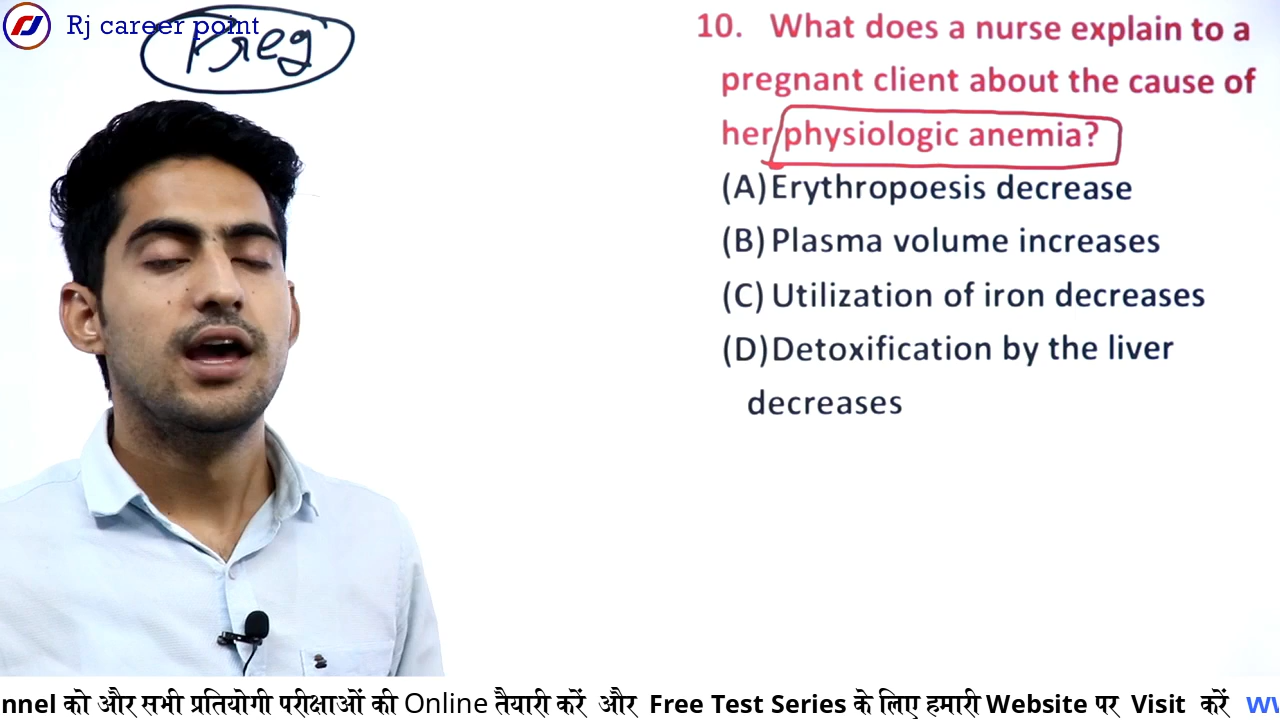 Rj career point
Preg
10. What does a nurse explain to a
pregnant client about the cause of
her physiologic anemia?
(A) Erythropoesis decrease
(B) Plasma volume increases
(C) Utilization of iron decreases
(D) Detoxification by the liver
decreases
nnel को और सभी प्रतियोगी परीक्षाओं की Online तैयारी करें और Free Test Series के लिए हमारी Website पर Visit करें